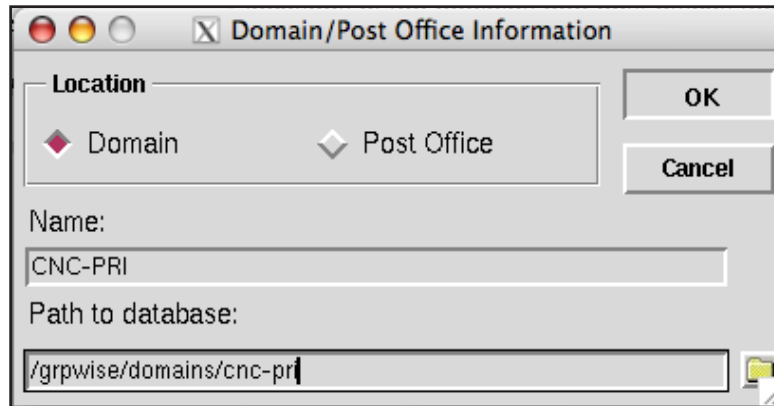 Domain/Post Office Information
Location
Domain
Post Office
OK
Cancel
Name:
CNC-PRI
Path to database:
/grpwise/domains/cnc-pri